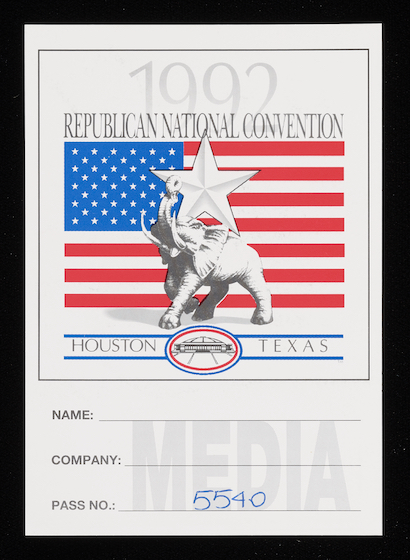 1992
REPUBLICAN NATIONAL CONVENTION
HOUSTON TEXAS
NAME:
COMPANY:
MEDIA
PASS NO.: 5540